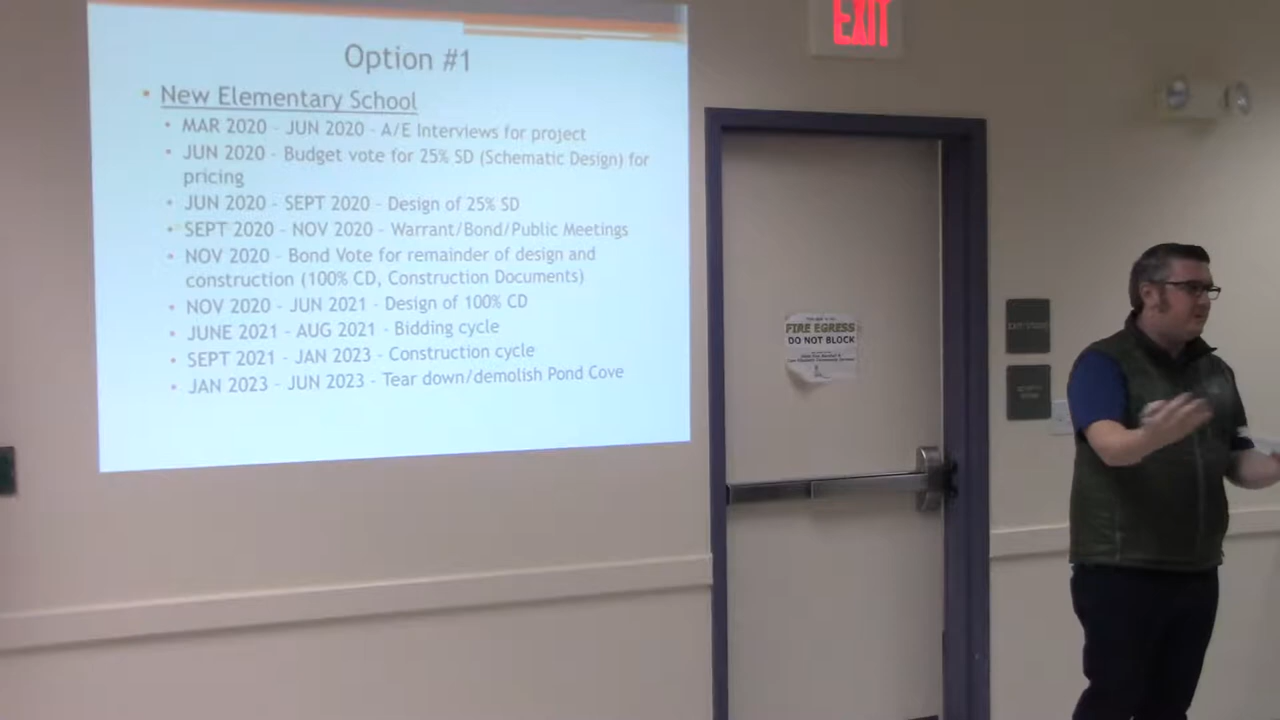 Option #1
New Elementary School
MAR 2020 - JUN 2020 - A/E Interviews for project
JUN 2020 - Budget vote for 25% SD (Schematic Design) for
pricing
JUN 2020 - SEPT 2020 - Design of 25% SD
SEPT 2020 - NOV 2020 - Warrant/Bond/Public Meetings
NOV 2020 - Bond Vote for remainder of design and
construction (100% CD, Construction Documents)
NOV 2020 - JUN 2021 - Design of 100% CD
JUNE 2021 - AUG 2021 - Bidding cycle
SEPT 2021 - JAN 2023 - Construction cycle
JAN 2023 - JUN 2023 - Tear down/demolish Pond Cove
EXIT
FIRE EGRESS
DO NOT BLOCK